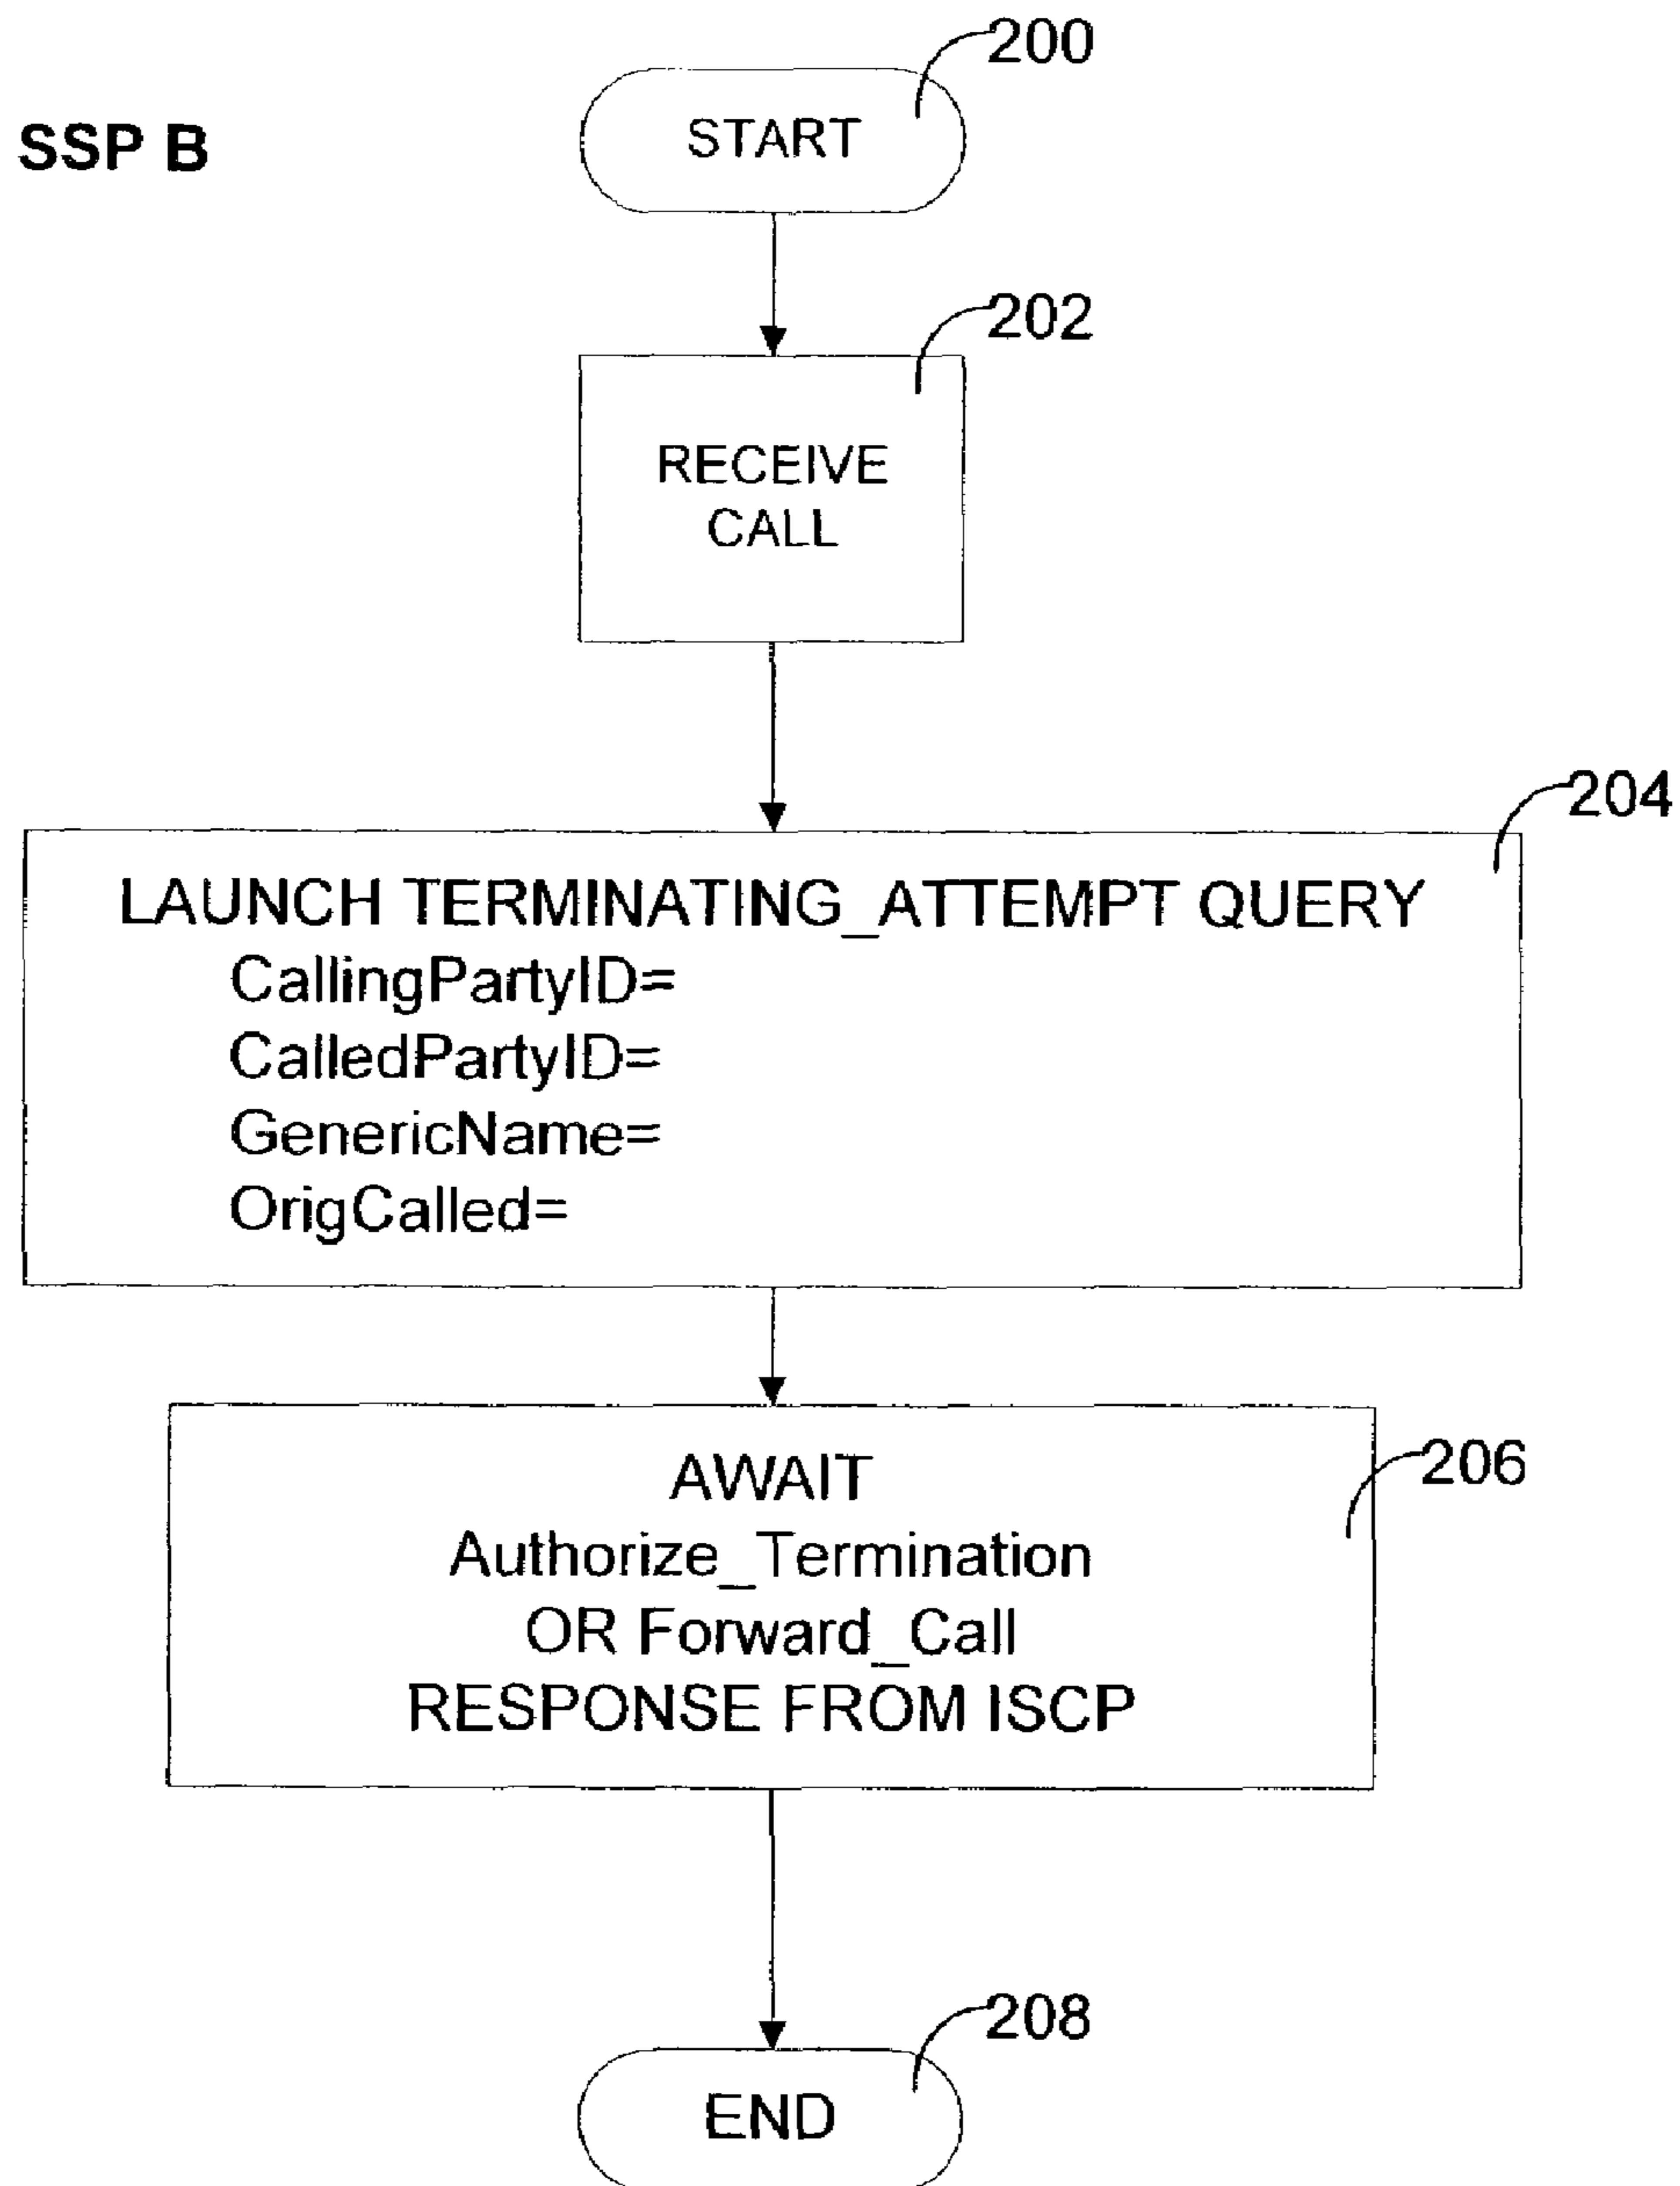 200
SSP B
START
202
RECEIVE
CALL
204
LAUNCH TERMINATING_ATTEMPT QUERY
CallingPartyID=
CalledPartyID=
GenericName=
OrigCalled=
206
AWAIT
Authorize_Termination
OR Forward_Call
RESPONSE FROM ISCP
208
END